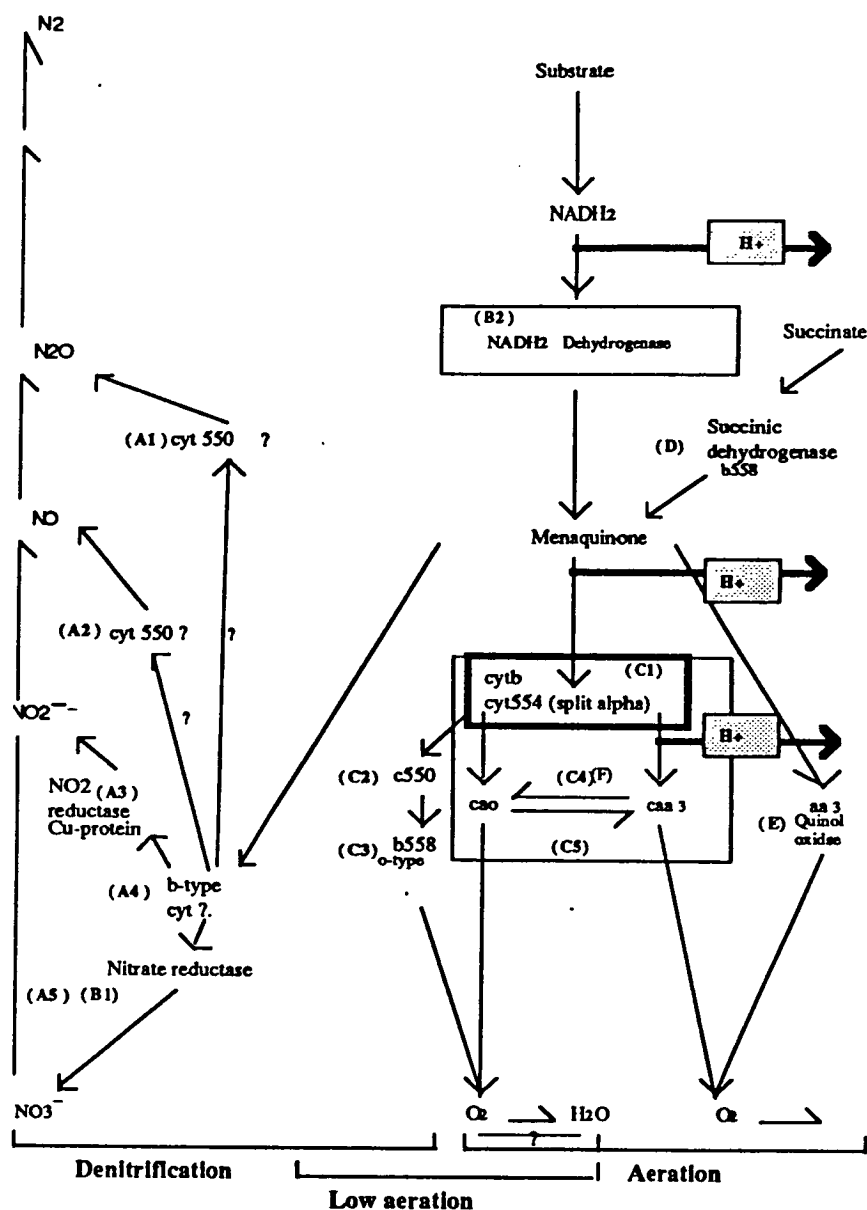 N2
Substrate
NADH2
H+
(B2)
NADH2 Dehydrogenase
Succinate
N2O
(A1) cyt 550 ?
(D)
Succinic
dehydrogenase
b558
NO
Menaquinone
H+
(A2) cyt 550 ?
?
?
cytb
(C1)
cyt554 (split alpha)
NO2--
H+
(C2) c550
(C4)(F)
cao
caa 3
aa 3
(E) Quinol
oxidse
NO2 (A3)
reductase
Cu-protein
(C3) b558
o-type
(C5)
(A4) b-type
cyt ?.
Nitrate reductase
(A5) (B1)
NO3-
O2
H2O
O2
?
Denitrification
Aeration
Low aeration